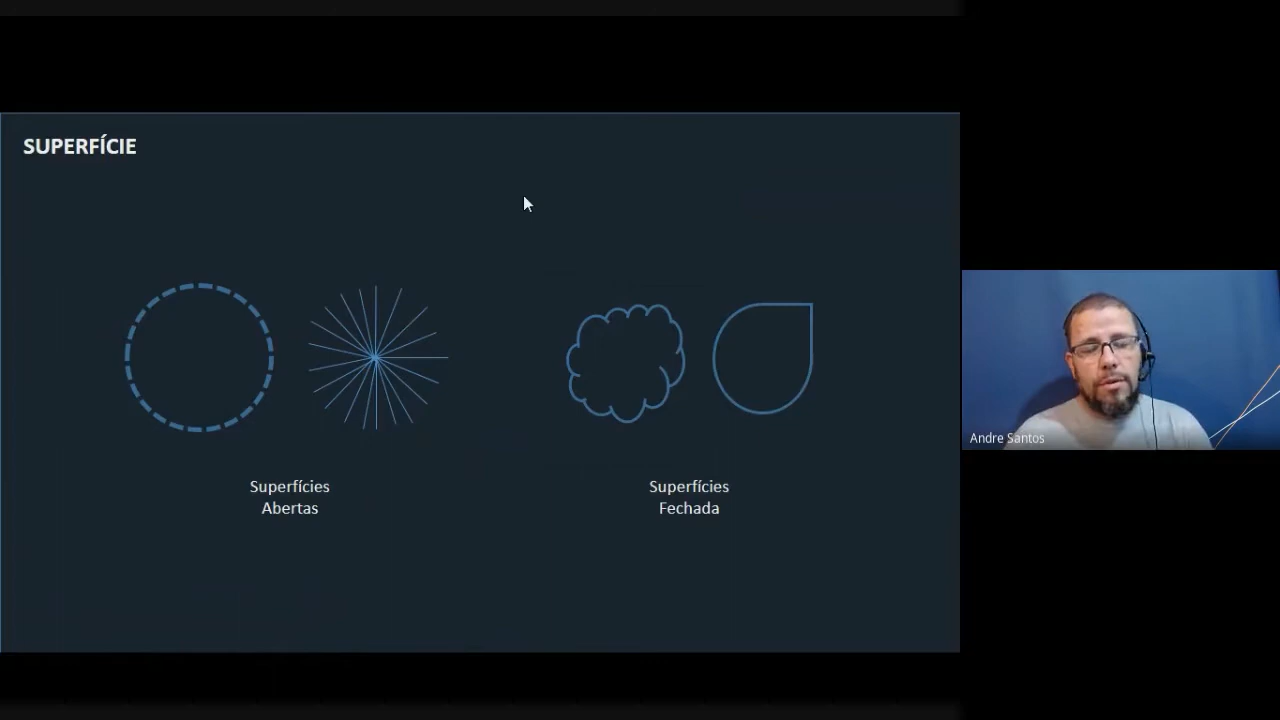 SUPERFÍCIE
Superfícies
Abertas
Superfícies
Fechada
Andre Santos